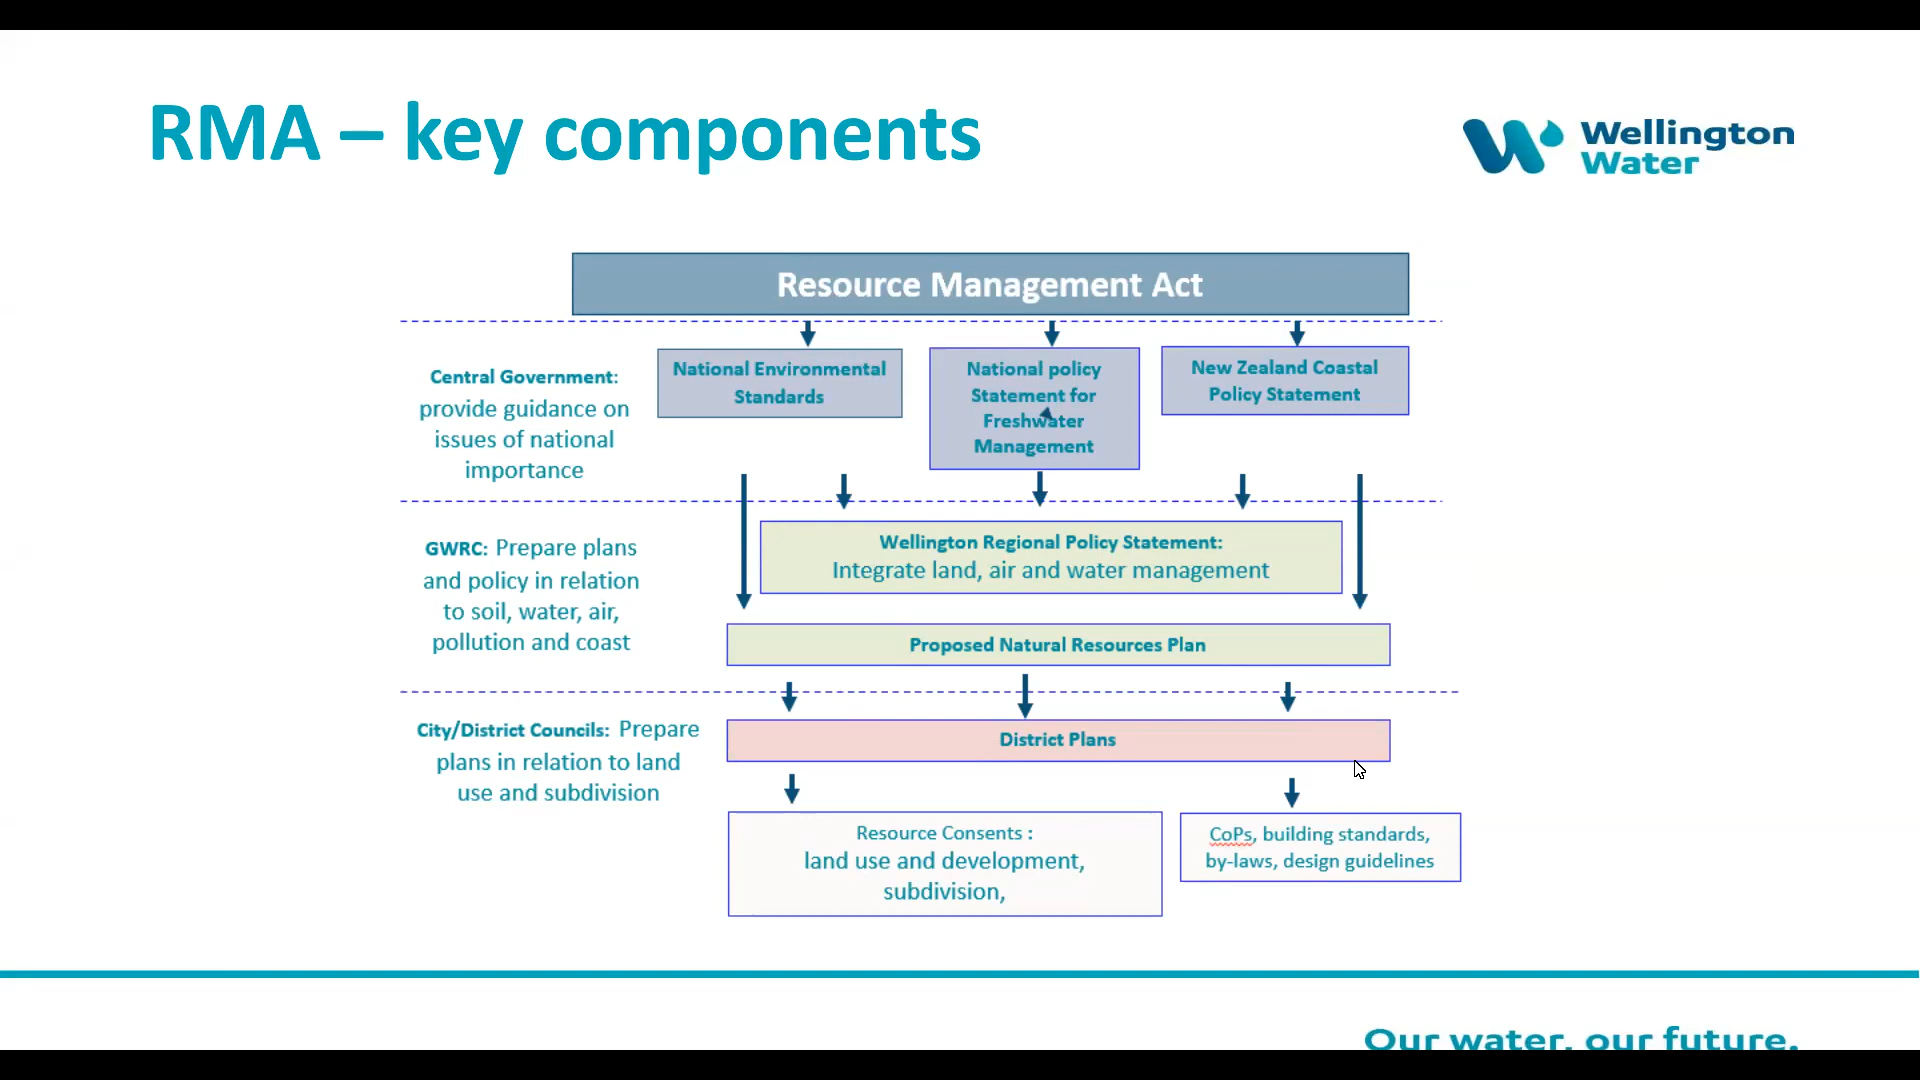 RMA – key components
Wellington
Water
Resource Management Act
Central Government:
provide guidance on
issues of national
importance
National Environmental
Standards
National policy
Statement for
Freshwater
Management
New Zealand Coastal
Policy Statement
GWRC: Prepare plans
and policy in relation
to soil, water, air,
pollution and coast
Wellington Regional Policy Statement:
Integrate land, air and water management
Proposed Natural Resources Plan
City/District Councils: Prepare
plans in relation to land
use and subdivision
District Plans
Resource Consents :
land use and development,
subdivision,
CoPs, building standards,
by-laws, design guidelines
Our water, our future.